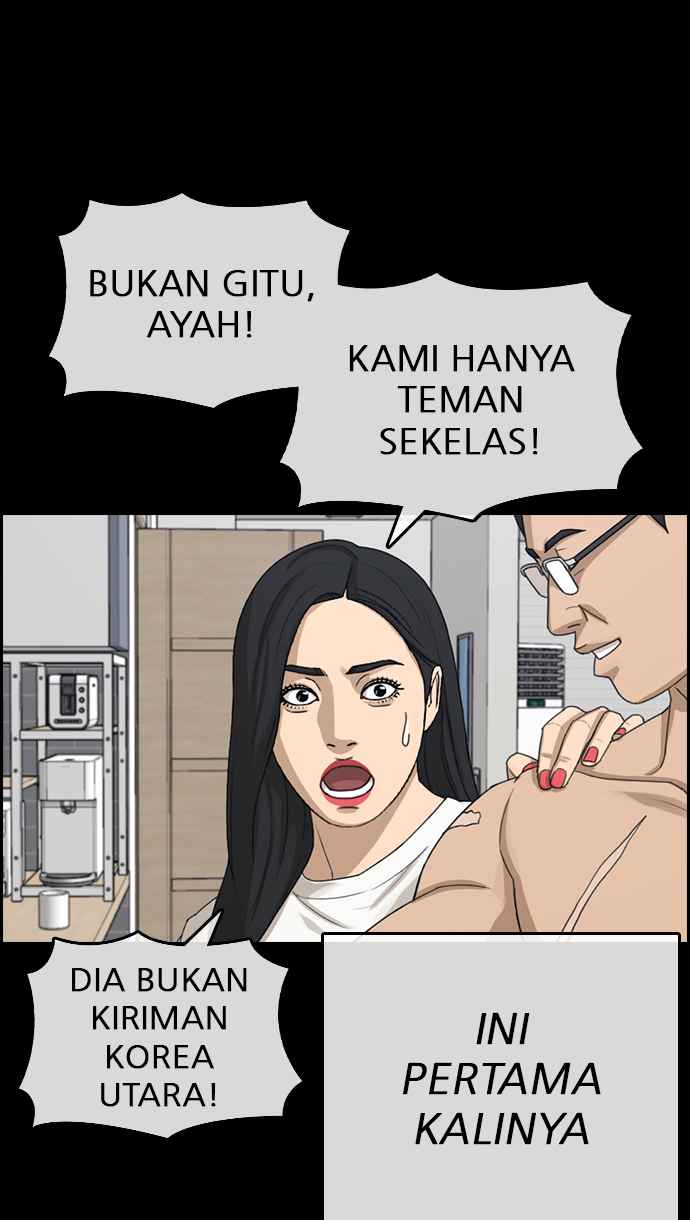 BUKAN GITU,
AYAH!
KAMI HANYA
TEMAN
SEKELAS!
DIA BUKAN
KIRIMAN
KOREA
UTARA!
INI
PERTAMA
KALINYA